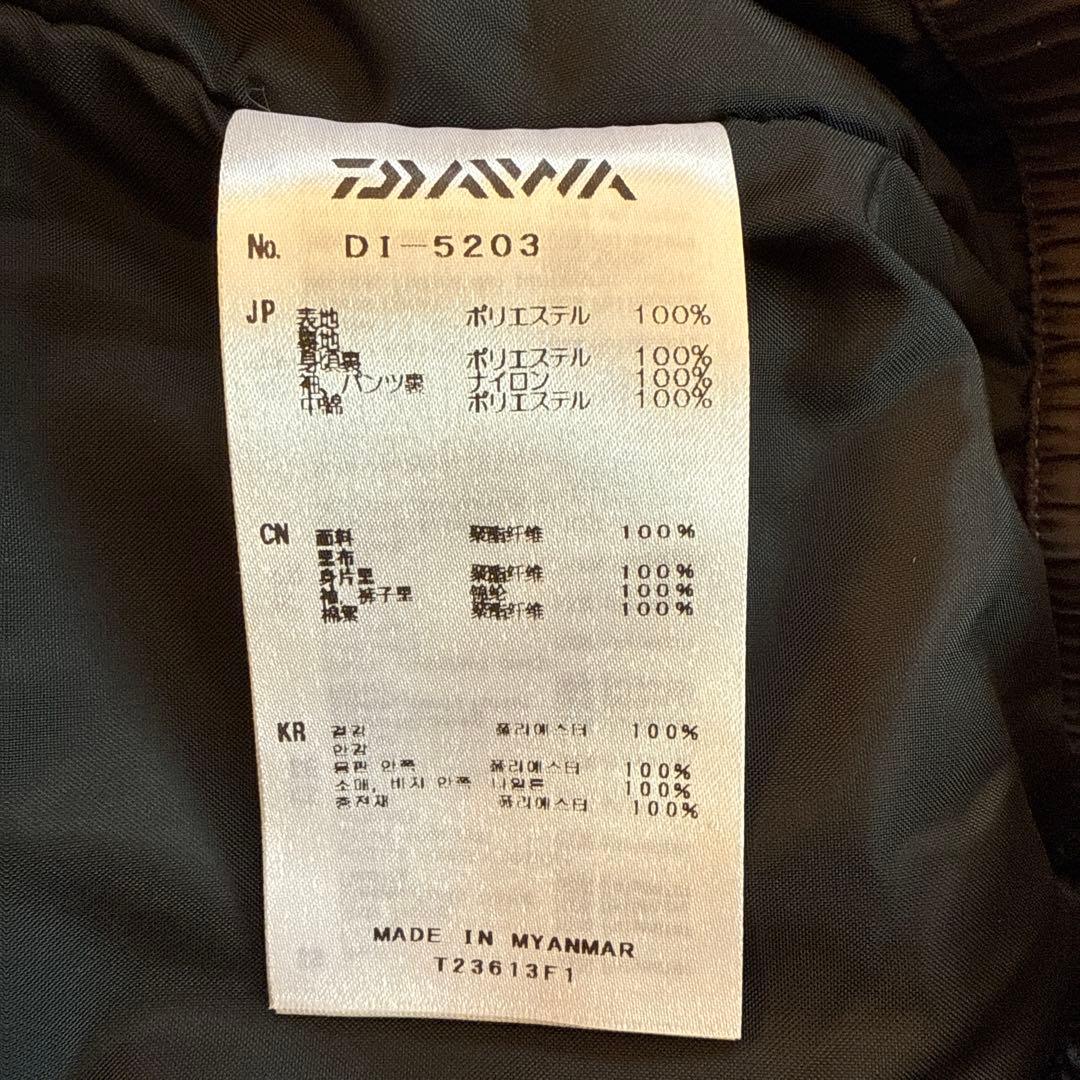 DAIWA
No. DI-5203
JP 表地 ポリエステル 100%
裏地
身頃裏 ポリエステル 100%
袖、パンツ裏 ナイロン 100%
中綿 ポリエステル 100%
CN 面料 聚酯纤维 100%
里布
身片里 聚酯纤维 100%
袖、裤子里 锦纶 100%
棉絮 聚酯纤维 100%
KR 겉감 폴리에스터 100%
안감
몸판 안쪽 폴리에스터 100%
소매, 바지 안쪽 나일론 100%
충전재 폴리에스터 100%
MADE IN MYANMAR
T23613F1